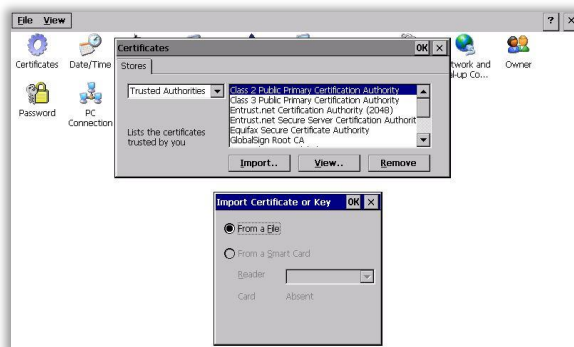 File View ? ×
Certificates
Date/Time
Certificates OK ×
Stores
Trusted Authorities
Class 2 Public Primary Certification Authority
Class 3 Public Primary Certification Authority
Entrust.net Certification Authority (2048)
Entrust.net Secure Server Certification Authorit
Equifax Secure Certificate Authority
GlobalSign Root CA
Lists the certificates
trusted by you
Import.. View.. Remove
twork and
al-up Co...
Owner
Password
PC
Connection
Import Certificate or Key OK ×
From a File
From a Smart Card
Reader
Card Absent